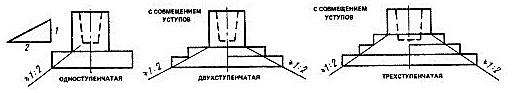 1
2
≥1:2
ОДНОСТУПЕНЧАТАЯ
С СОВМЕЩЕНИЕМ
УСТУПОВ
≥1:2
≥1:2
ДВУХСТУПЕНЧАТАЯ
С СОВМЕЩЕНИЕМ
УСТУПОВ
≥1:2
≥1:2
ТРЕХСТУПЕНЧАТАЯ